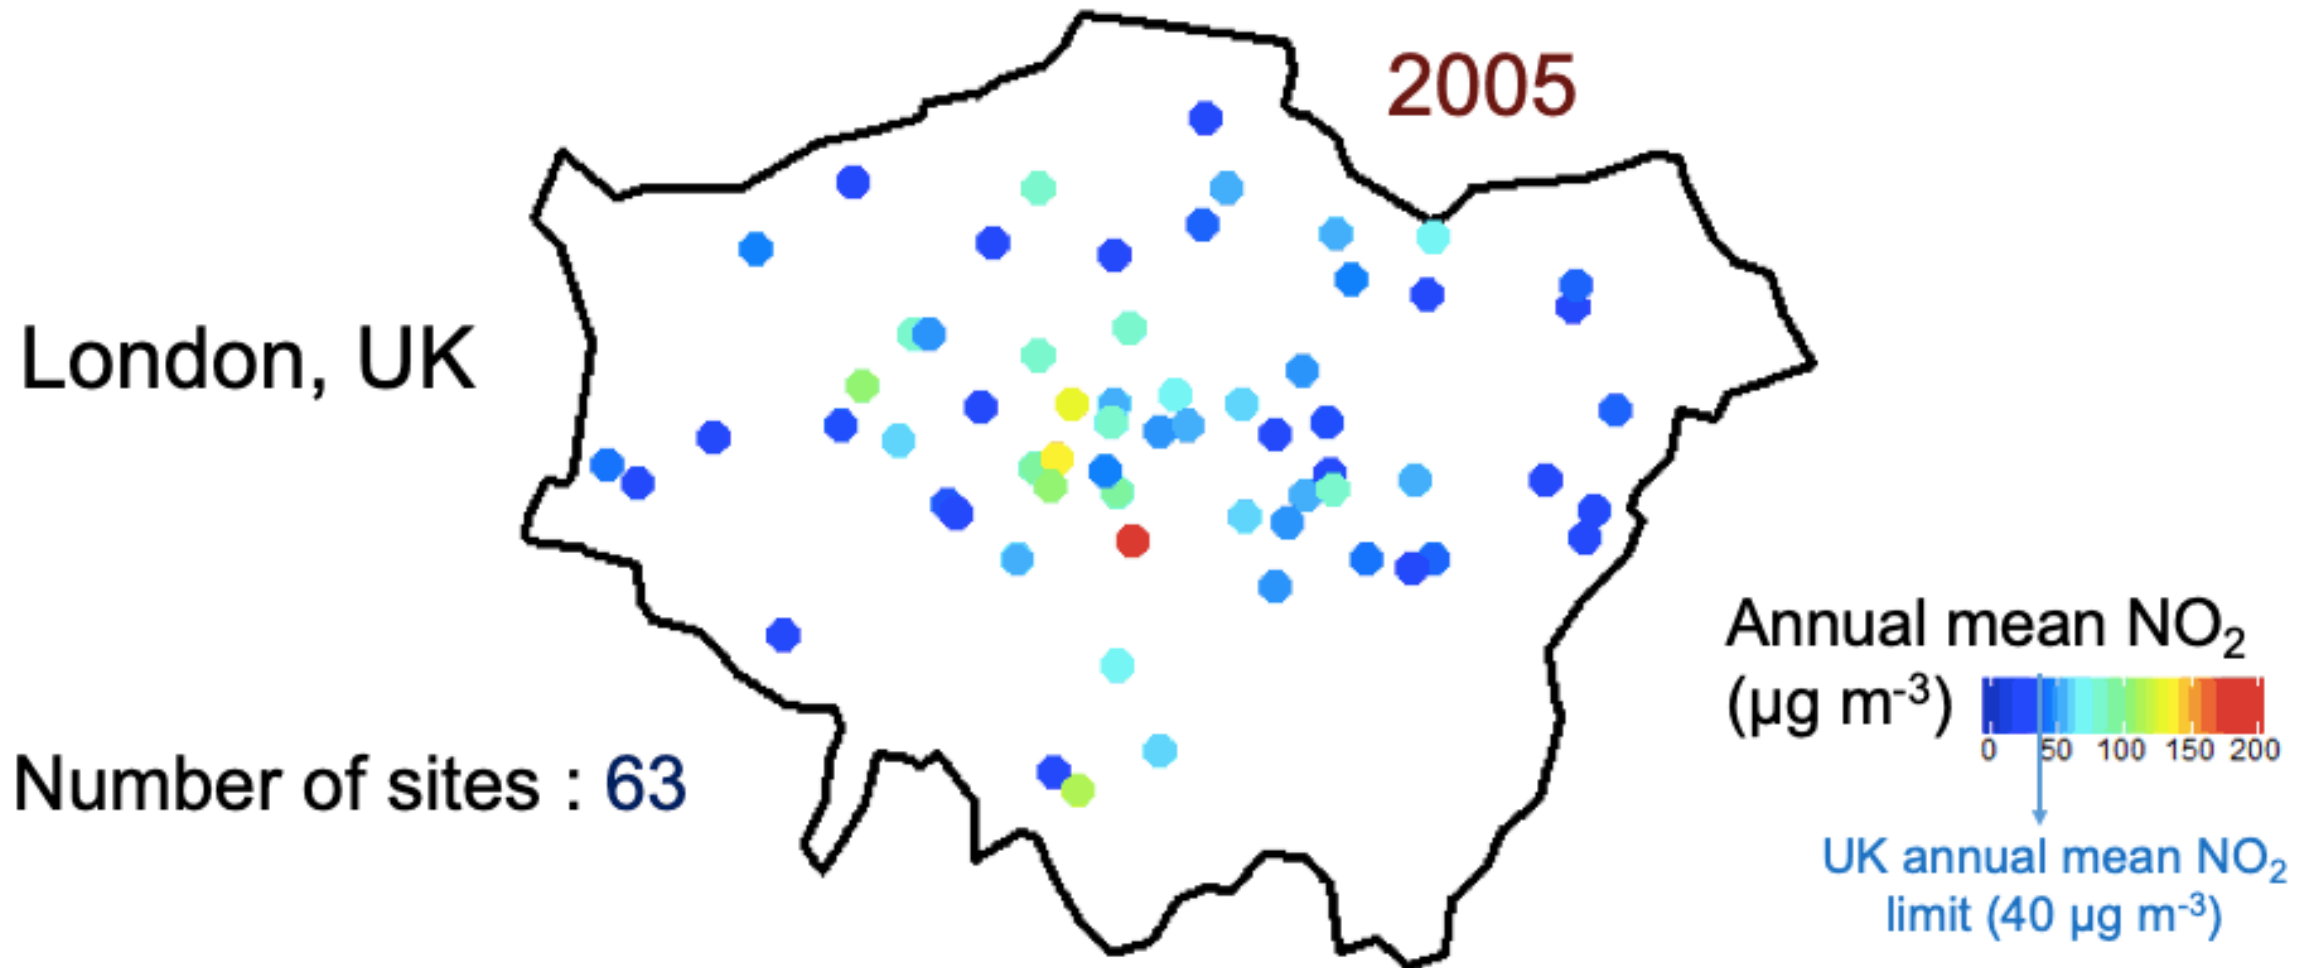 2005
London, UK
Number of sites : 63
Annual mean NO₂
(µg m⁻³)
0 50 100 150 200
UK annual mean NO₂
limit (40 µg m⁻³)